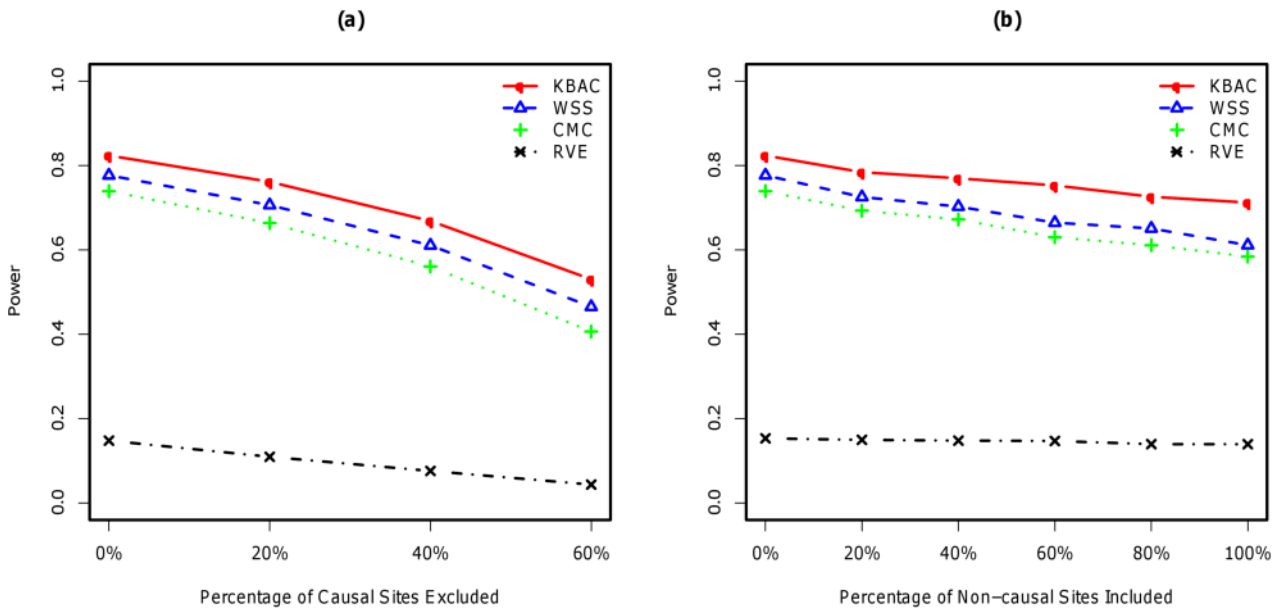 (a)
1.0
0.8
0.6
0.4
0.2
0.0
Power
KBAC
WSS
CMC
RVE
0% 20% 40% 60%
Percentage of Causal Sites Excluded
(b)
1.0
0.8
0.6
0.4
0.2
0.0
Power
KBAC
WSS
CMC
RVE
0% 20% 40% 60% 80% 100%
Percentage of Non−causal Sites Included